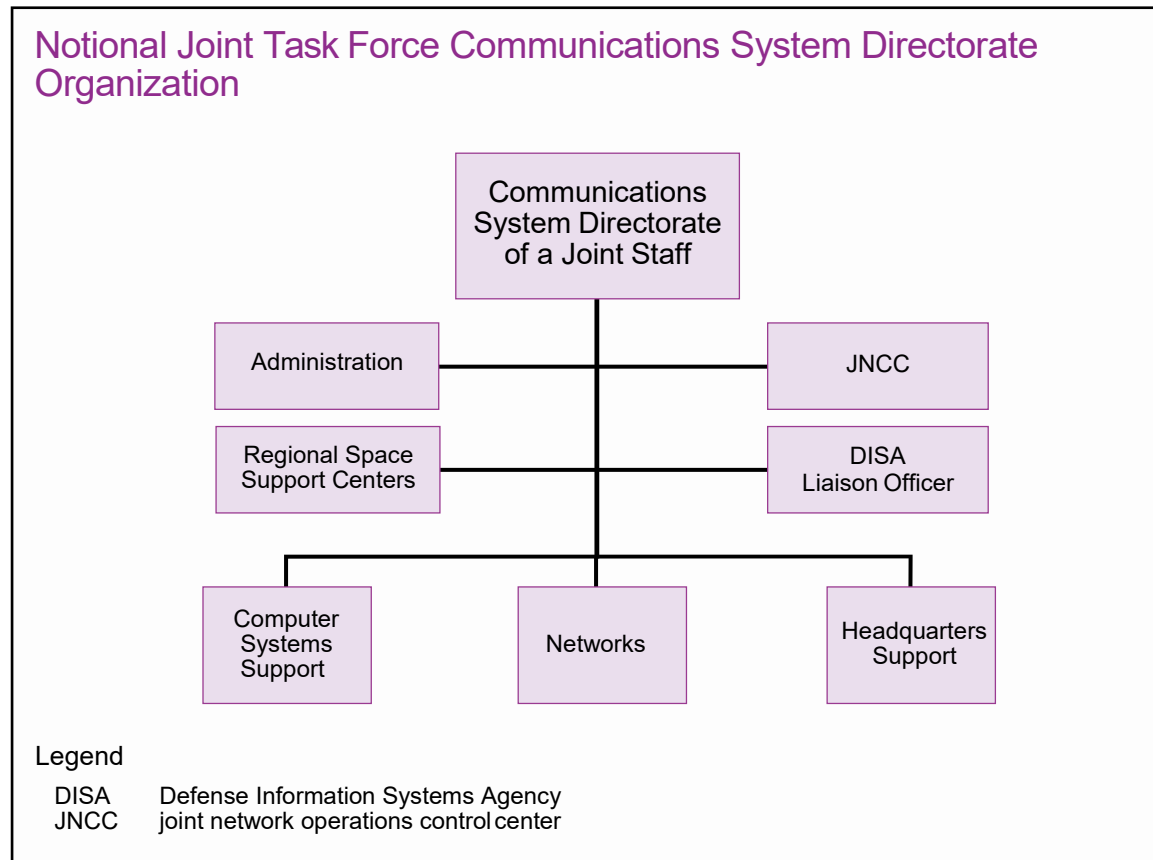 Notional Joint Task Force Communications System Directorate
Organization
Communications
System Directorate
of a Joint Staff
Administration
JNCC
Regional Space
Support Centers
DISA
Liaison Officer
Computer
Systems
Support
Networks
Headquarters
Support
Legend
DISA Defense Information Systems Agency
JNCC joint network operations control center